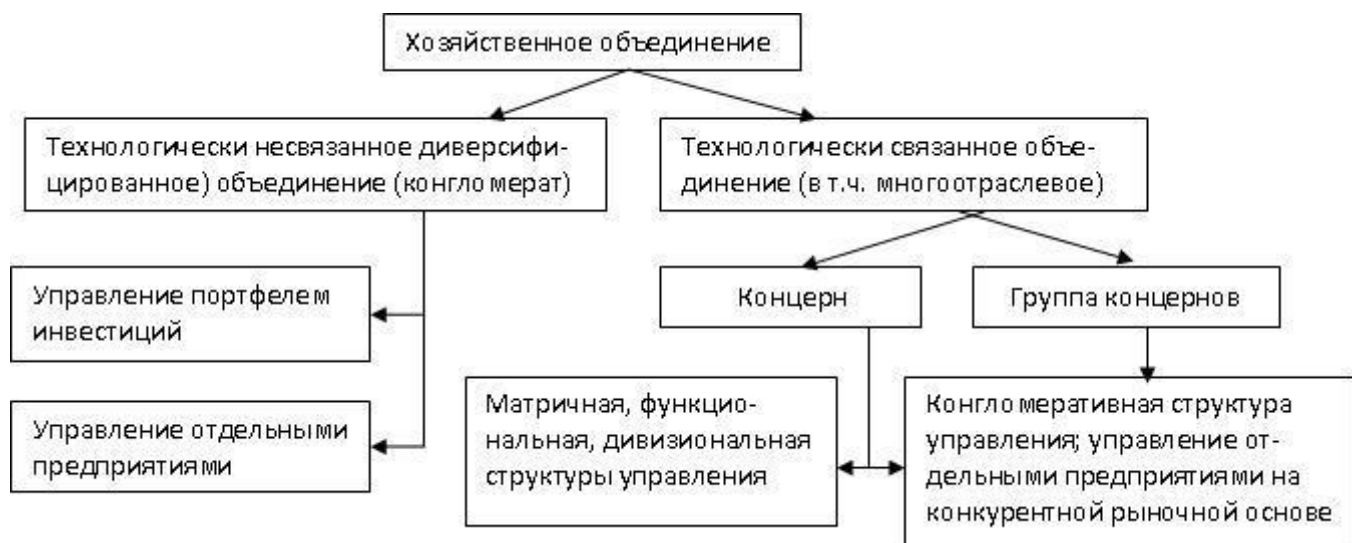 Хозяйственное объединение
Технологически несвязанное диверсифи-
цированное) объединение (конгломерат)
Технологически связанное объе-
динение (в т.ч. многоотраслевое)
Управление портфелем
инвестиций
Концерн
Группа концернов
Управление отдельными
предприятиями
Матричная, функцио-
нальная, дивизиональная
структуры управления
Конгломеративная структура
управления; управление от-
дельными предприятиями на
конкурентной рыночной основе